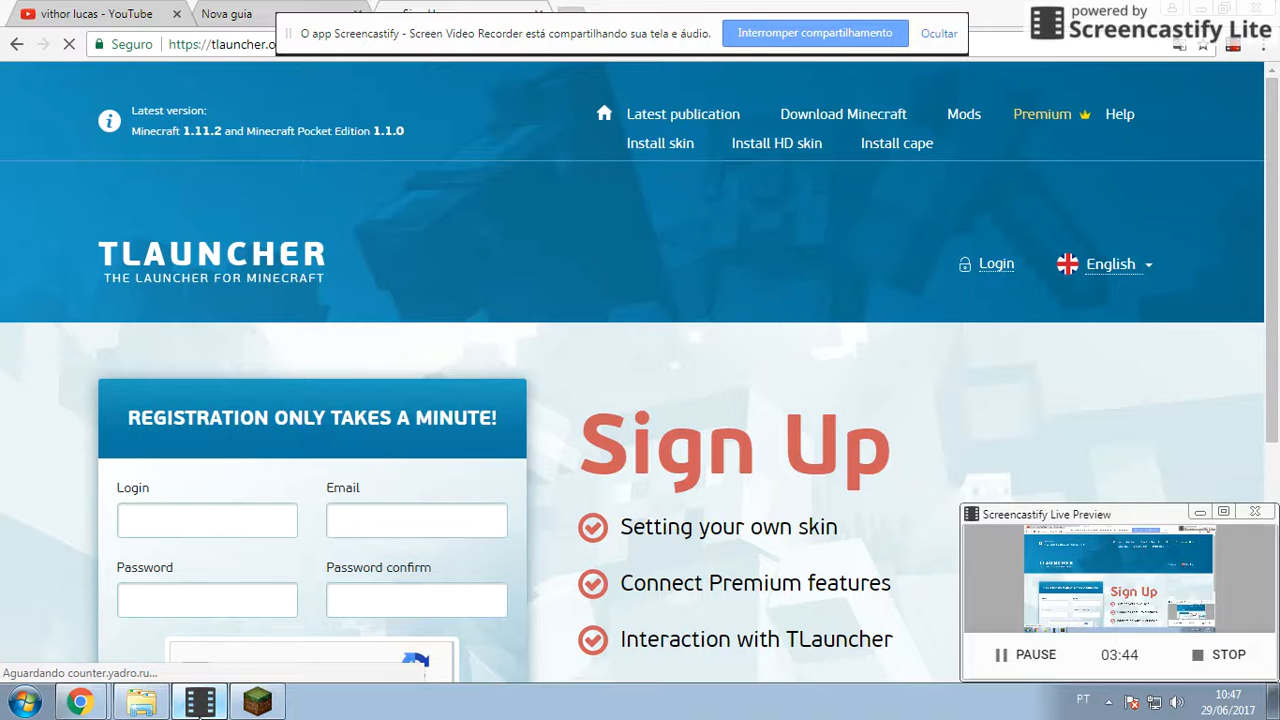 vithor lucas - YouTube
Nova guia
powered by
Screencastify Lite
O app Screencastify - Screen Video Recorder está compartilhando sua tela e áudio.
Interromper compartilhamento
Ocultar
Seguro
https://tlauncher.o
Latest version:
Minecraft 1.11.2 and Minecraft Pocket Edition 1.1.0
Latest publication
Download Minecraft
Mods
Premium
Help
Install skin
Install HD skin
Install cape
TLAUNCHER
THE LAUNCHER FOR MINECRAFT
Login
English
REGISTRATION ONLY TAKES A MINUTE!
Sign Up
Login
Email
Setting your own skin
Password
Password confirm
Connect Premium features
Interaction with TLauncher
Screencastify Live Preview
Sign Up
PAUSE
03:44
STOP
Aguardando counter.yadro.ru...
PT
10:47
29/06/2017